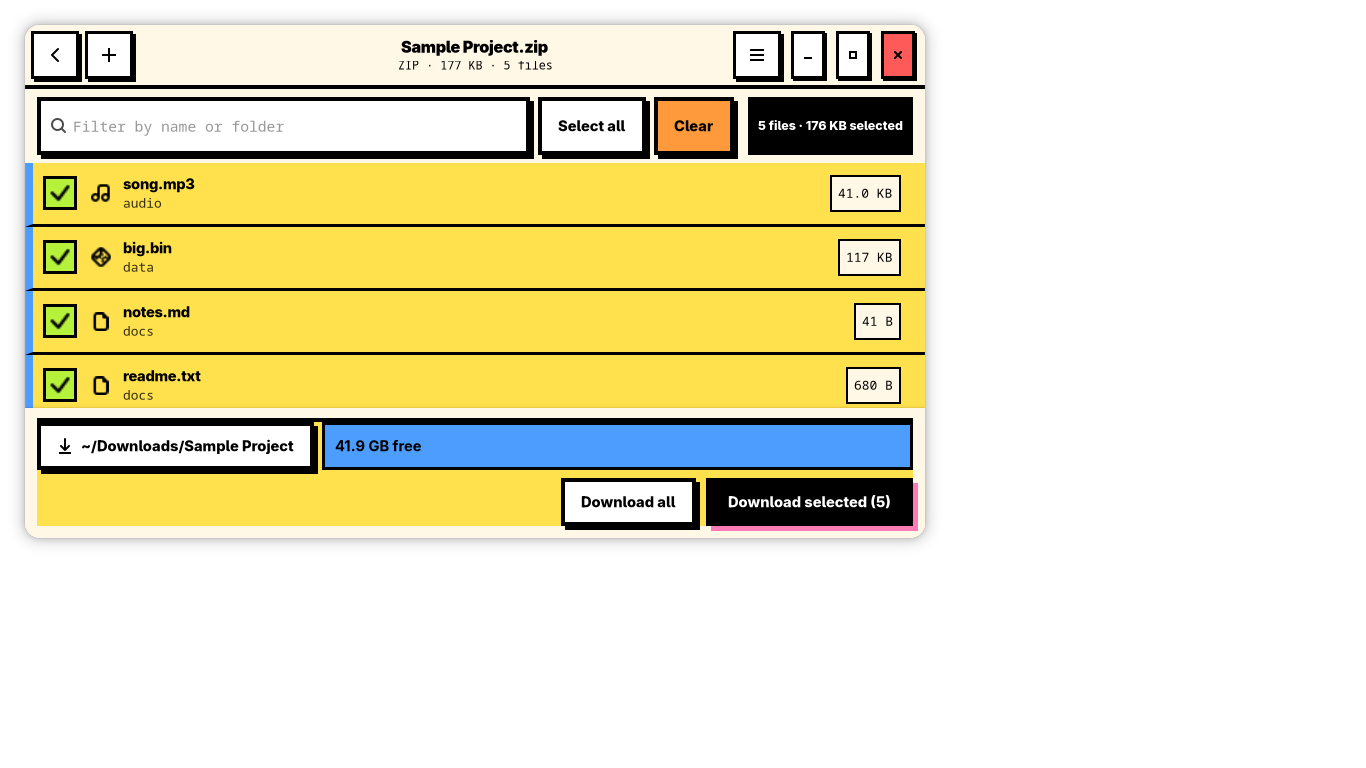 Sample Project.zip
ZIP · 177 KB · 5 files
Filter by name or folder
Select all
Clear
5 files · 176 KB selected
song.mp3
audio
41.0 KB
big.bin
data
117 KB
notes.md
docs
41 B
readme.txt
docs
680 B
~/Downloads/Sample Project
41.9 GB free
Download all
Download selected (5)